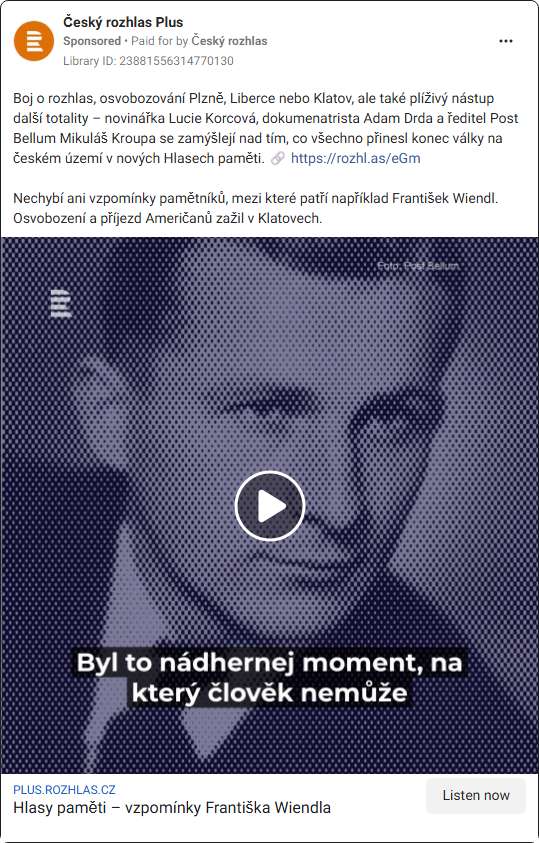 Český rozhlas Plus
Sponsored • Paid for by Český rozhlas
Library ID: 23881556314770130
Boj o rozhlas, osvobozování Plzně, Liberce nebo Klatov, ale také plíživý nástup
další totality – novinářka Lucie Korcová, dokumenatrista Adam Drda a ředitel Post
Bellum Mikuláš Kroupa se zamýšlejí nad tím, co všechno přinesl konec války na
českém území v nových Hlasech paměti. 🔗 https://rozhl.as/eGm
Nechybí ani vzpomínky pamětníků, mezi které patří například František Wiendl.
Osvobození a příjezd Američanů zažil v Klatovech.
Foto: Post Bellum
Byl to nádhernej moment, na
který člověk nemůže
PLUS.ROZHLAS.CZ
Hlasy paměti – vzpomínky Františka Wiendla
Listen now